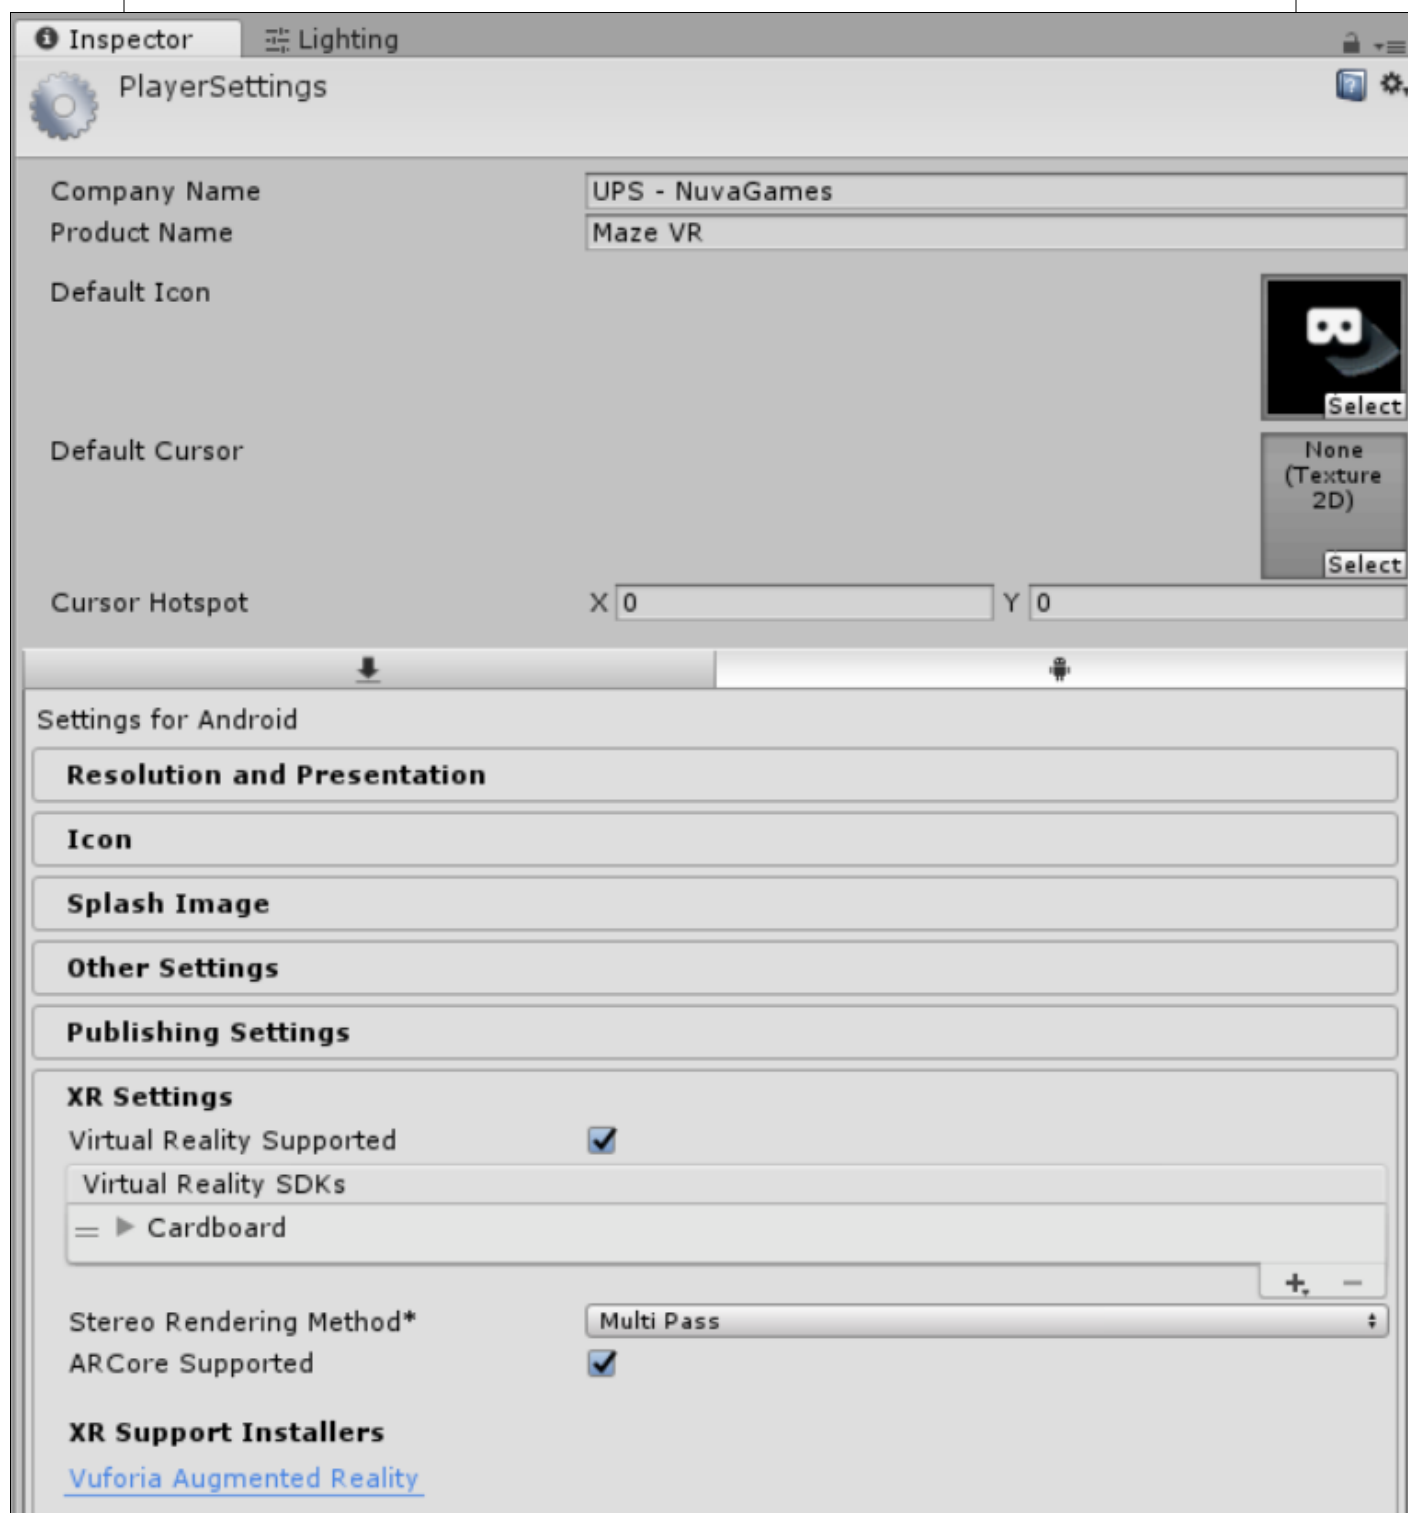 Inspector
Lighting
PlayerSettings
Company Name
UPS - NuvaGames
Product Name
Maze VR
Default Icon
Select
Default Cursor
None
(Texture
2D)
Select
Cursor Hotspot
X 0
Y 0
Settings for Android
Resolution and Presentation
Icon
Splash Image
Other Settings
Publishing Settings
XR Settings
Virtual Reality Supported
Virtual Reality SDKs
Cardboard
Stereo Rendering Method*
Multi Pass
ARCore Supported
XR Support Installers
Vuforia Augmented Reality